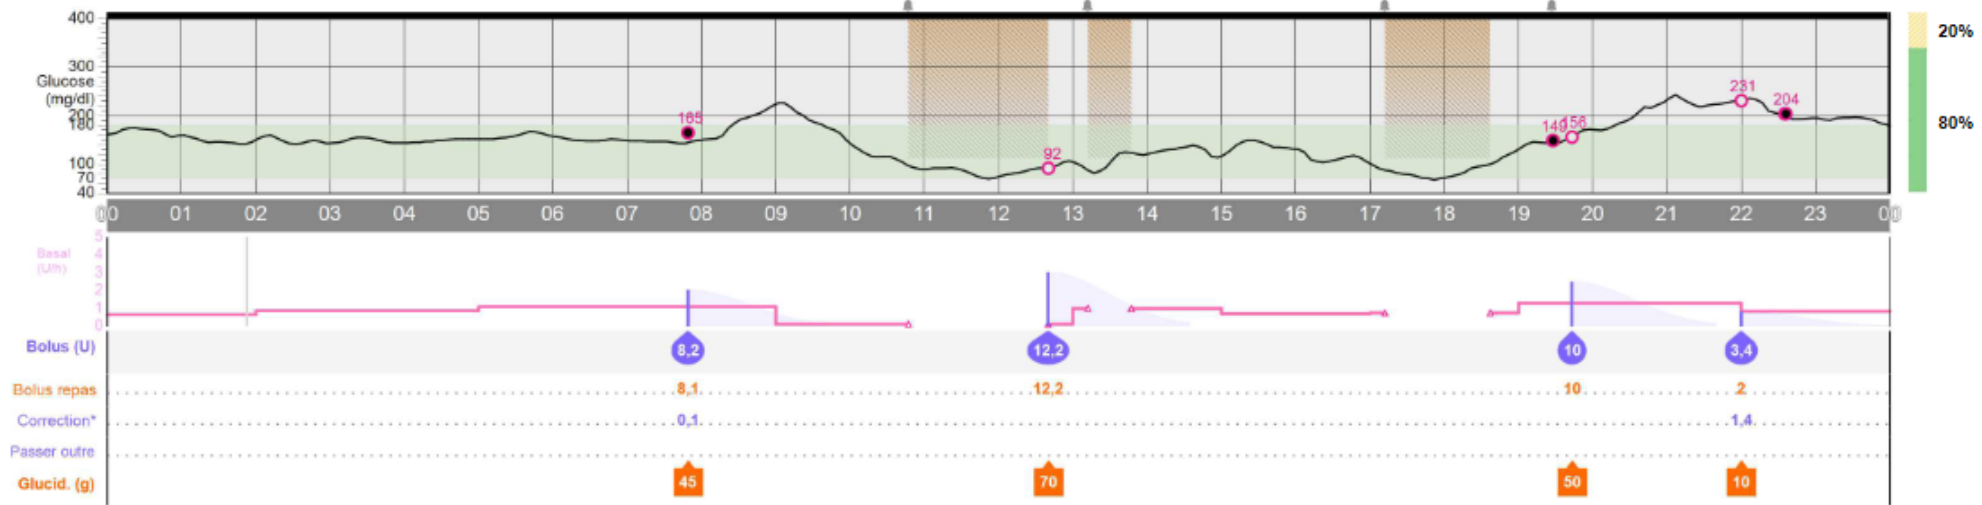 400
300
Glucose
(mg/dl)
200
180
100
70
40
165
92
149
156
231
204
20%
80%
00 01 02 03 04 05 06 07 08 09 10 11 12 13 14 15 16 17 18 19 20 21 22 23 00
Basal
(U/h)
5
4
3
2
1
0
Bolus (U) 8,2 12,2 10 3,4
Bolus repas 8,1 12,2 10 2
Correction* 0,1 1,4
Passer outre
Glucid. (g) 45 70 50 10